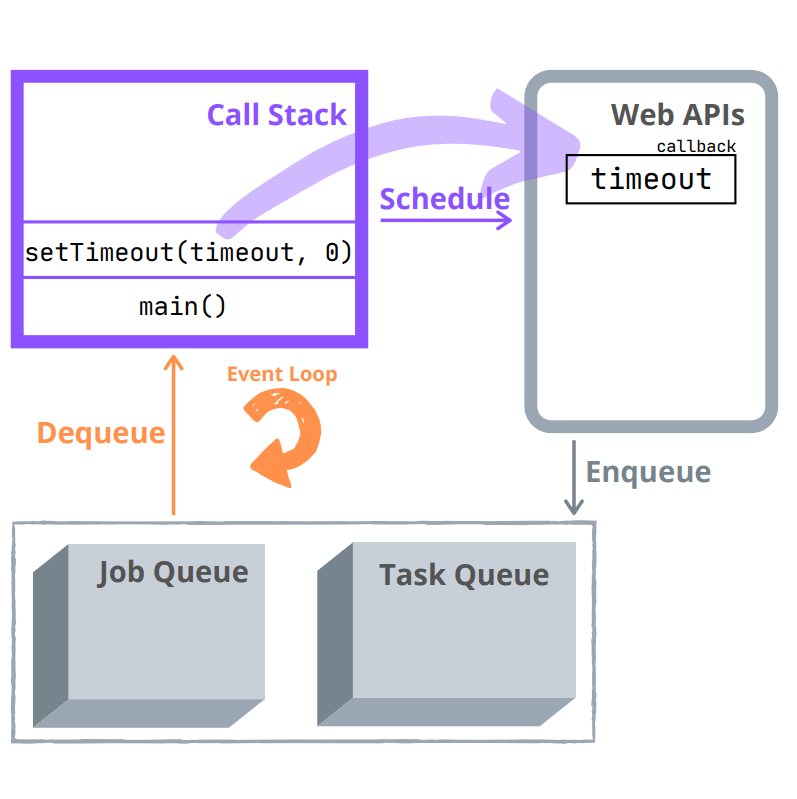 Call Stack
setTimeout(timeout, 0)
main()
Schedule
Web APIs
callback
timeout
Event Loop
Dequeue
Enqueue
Job Queue
Task Queue